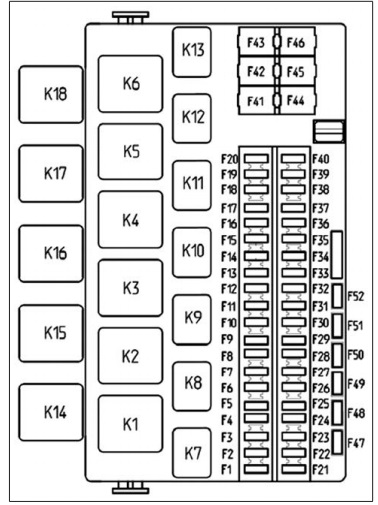 K13 F43 F46
K6 F42 F45
K18 K12 F41 F44
K5
K17 K11
F20 F40
F19 F39
F18 F38
K4 F17 F37
F16 F36
K16 K10 F15 F35
F14 F34
K3 F13 F33
F12 F32 F52
F11 F31
K15 K9 F10 F30 F51
F9 F29
K2 F8 F28 F50
F7 F27
K8 F6 F26 F49
K14 F5 F25
K1 F4 F24 F48
F3 F23 F47
K7 F2 F22
F1 F21